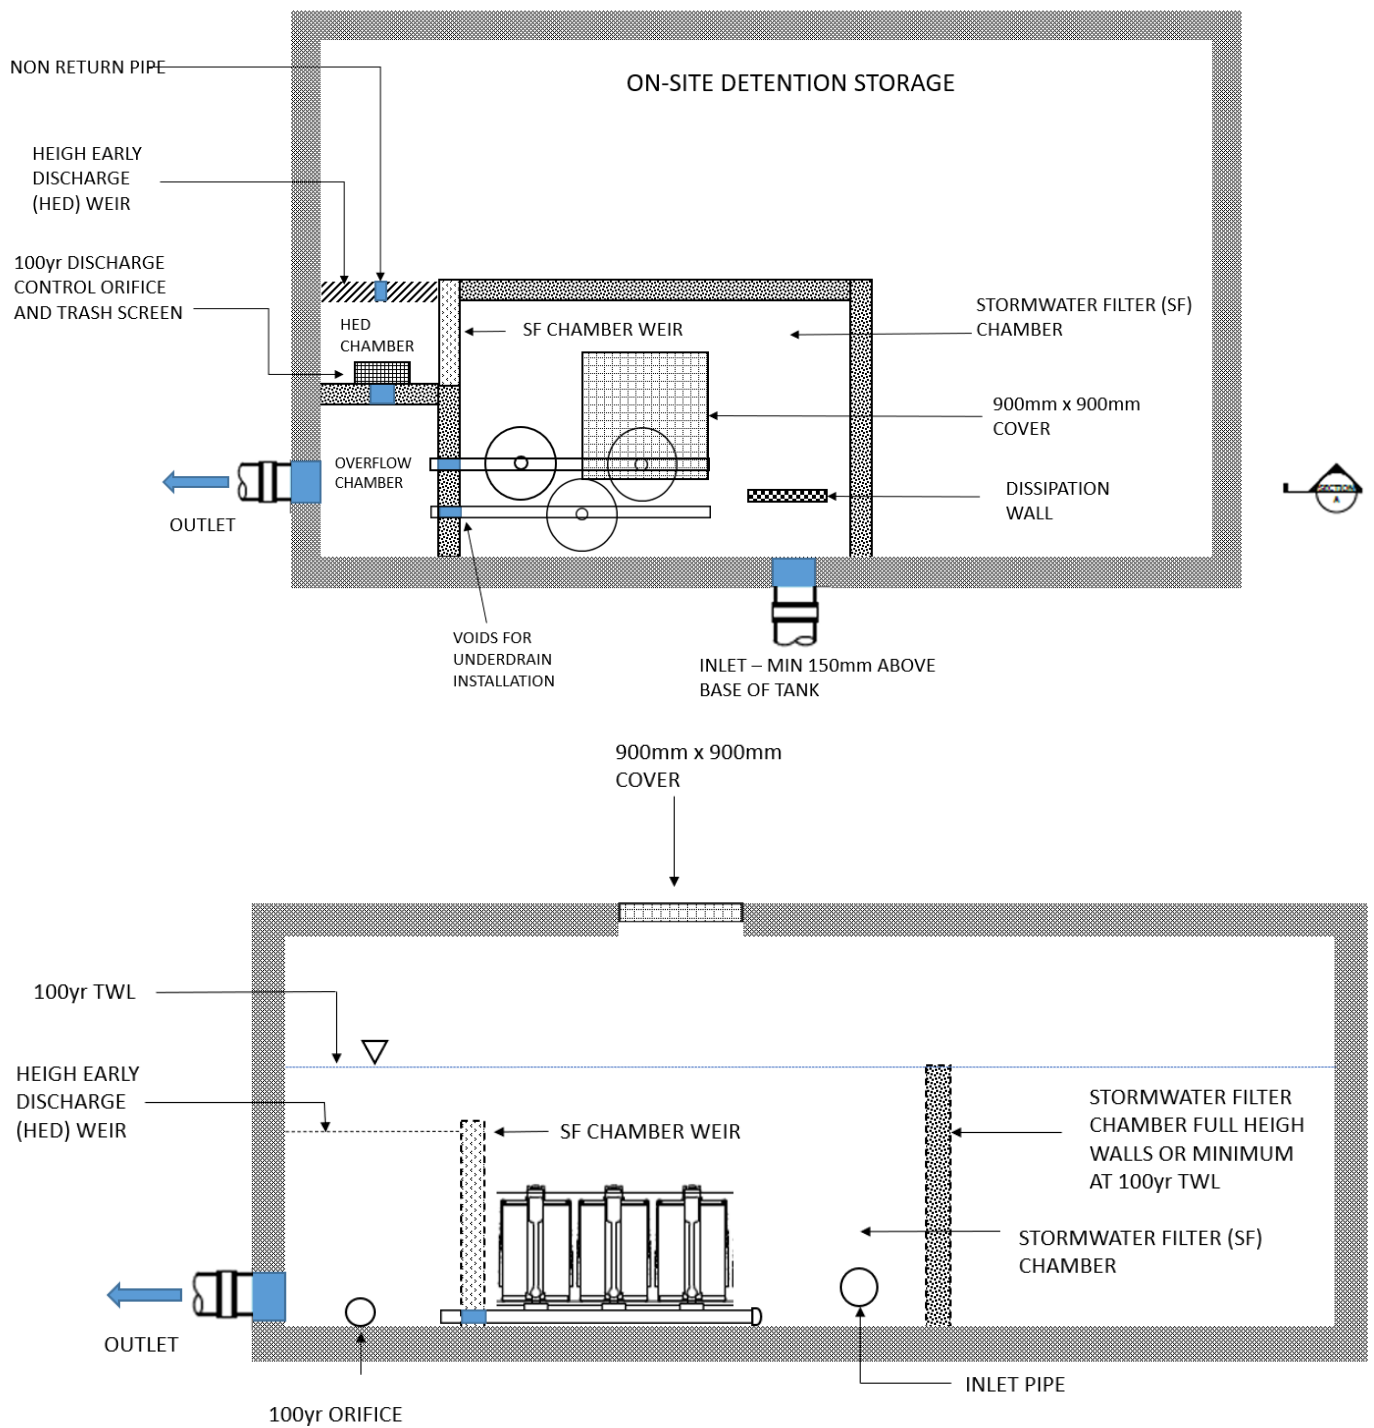 ON-SITE DETENTION STORAGE
NON RETURN PIPE
HEIGH EARLY
DISCHARGE
(HED) WEIR
100yr DISCHARGE
CONTROL ORIFICE
AND TRASH SCREEN
HED
CHAMBER
SF CHAMBER WEIR
STORMWATER FILTER (SF)
CHAMBER
900mm x 900mm
COVER
OVERFLOW
CHAMBER
DISSIPATION
WALL
SECTION
A
OUTLET
VOIDS FOR
UNDERDRAIN
INSTALLATION
INLET – MIN 150mm ABOVE
BASE OF TANK
900mm x 900mm
COVER
100yr TWL
HEIGH EARLY
DISCHARGE
(HED) WEIR
SF CHAMBER WEIR
STORMWATER FILTER
CHAMBER FULL HEIGH
WALLS OR MINIMUM
AT 100yr TWL
STORMWATER FILTER (SF)
CHAMBER
OUTLET
INLET PIPE
100yr ORIFICE